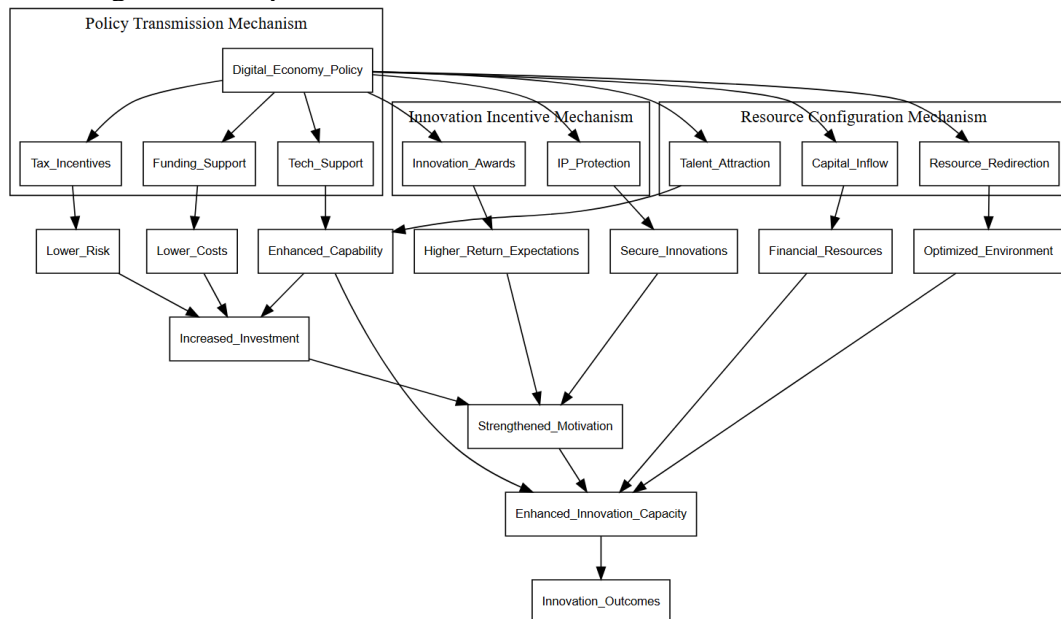 Policy Transmission Mechanism
Digital_Economy_Policy
Innovation Incentive Mechanism
Resource Configuration Mechanism
Tax_Incentives
Funding_Support
Tech_Support
Innovation_Awards
IP_Protection
Talent_Attraction
Capital_Inflow
Resource_Redirection
Lower_Risk
Lower_Costs
Enhanced_Capability
Higher_Return_Expectations
Secure_Innovations
Financial_Resources
Optimized_Environment
Increased_Investment
Strengthened_Motivation
Enhanced_Innovation_Capacity
Innovation_Outcomes